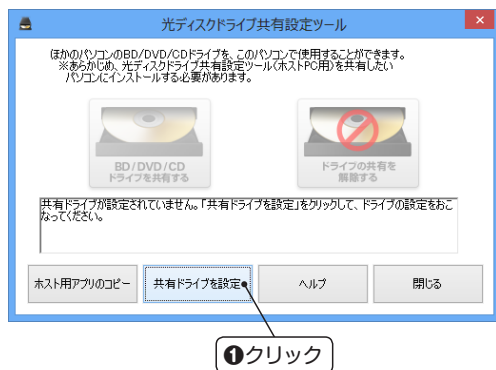 光ディスクドライブ共有設定ツール
ほかのパソコンのBD/DVD/CDドライブを、このパソコンで使用することができます。
※あらかじめ、光ディスクドライブ共有設定ツール(ホストPC用)を共有したい
パソコンにインストールする必要があります。
BD/DVD/CD
ドライブを共有する
ドライブの共有を
解除する
共有ドライブが設定されていません。「共有ドライブを設定」をクリックして、ドライブの設定をおこ
なってください。
ホスト用アプリのコピー
共有ドライブを設定
ヘルプ
閉じる
❶クリック